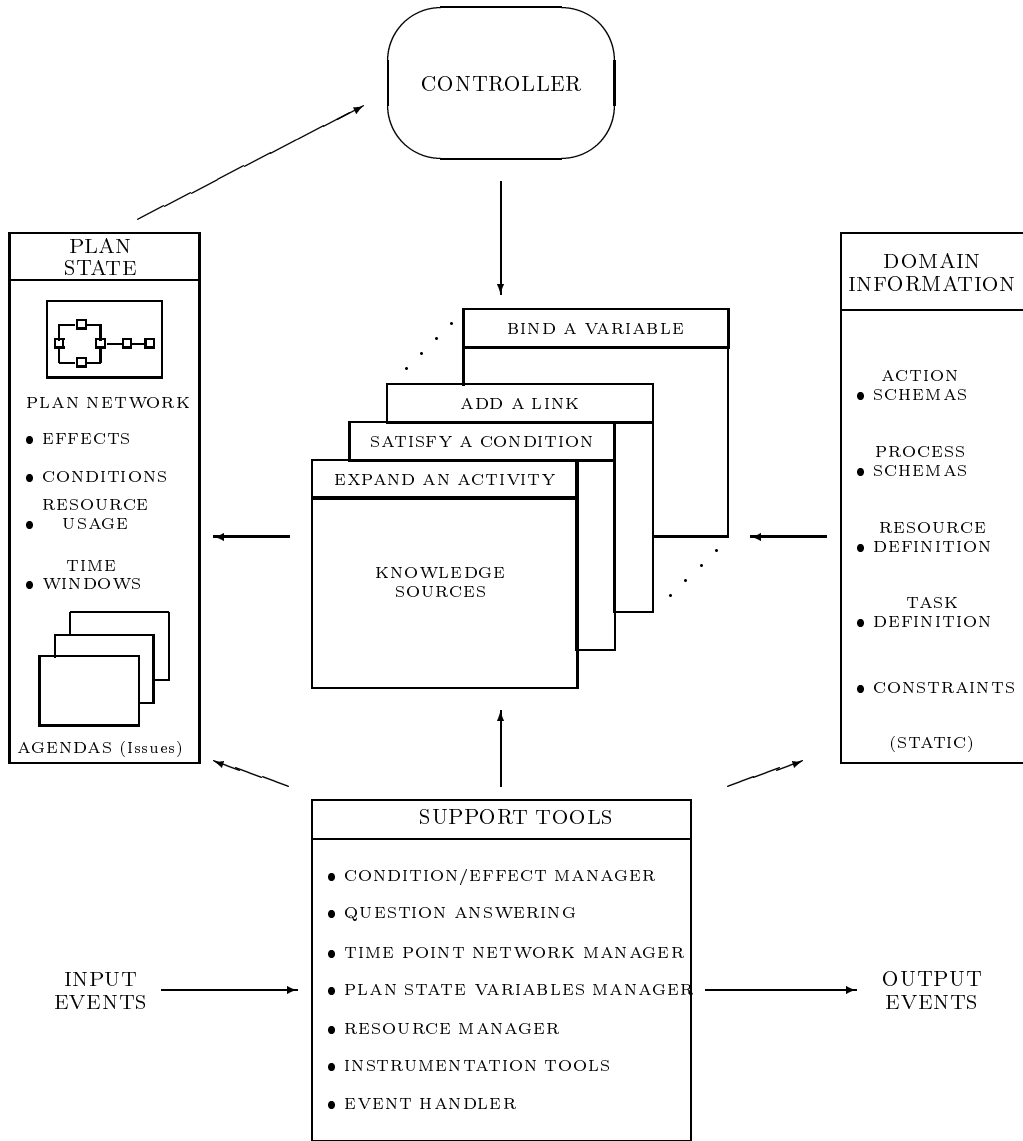 CONTROLLER
PLAN
STATE
PLAN NETWORK
• EFFECTS
• CONDITIONS
RESOURCE
• USAGE
TIME
• WINDOWS
AGENDAS (Issues)
BIND A VARIABLE
ADD A LINK
SATISFY A CONDITION
EXPAND AN ACTIVITY
KNOWLEDGE
SOURCES
DOMAIN
INFORMATION
ACTION
• SCHEMAS
PROCESS
• SCHEMAS
RESOURCE
• DEFINITION
TASK
• DEFINITION
• CONSTRAINTS
(STATIC)
SUPPORT TOOLS
• CONDITION/EFFECT MANAGER
• QUESTION ANSWERING
• TIME POINT NETWORK MANAGER
• PLAN STATE VARIABLES MANAGER
• RESOURCE MANAGER
• INSTRUMENTATION TOOLS
• EVENT HANDLER
INPUT
EVENTS
OUTPUT
EVENTS